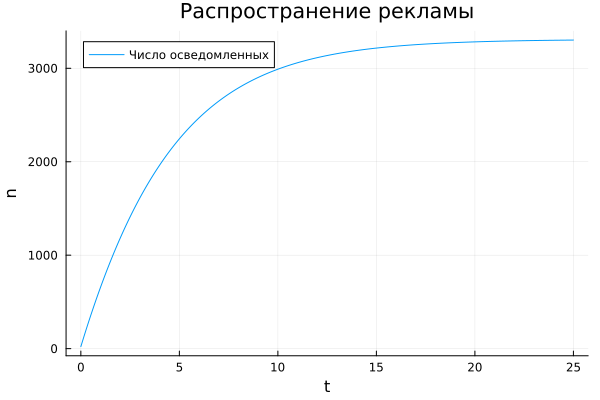 Распространение рекламы
Число осведомленных
3000
2000
1000
0
n
0 5 10 15 20 25
t